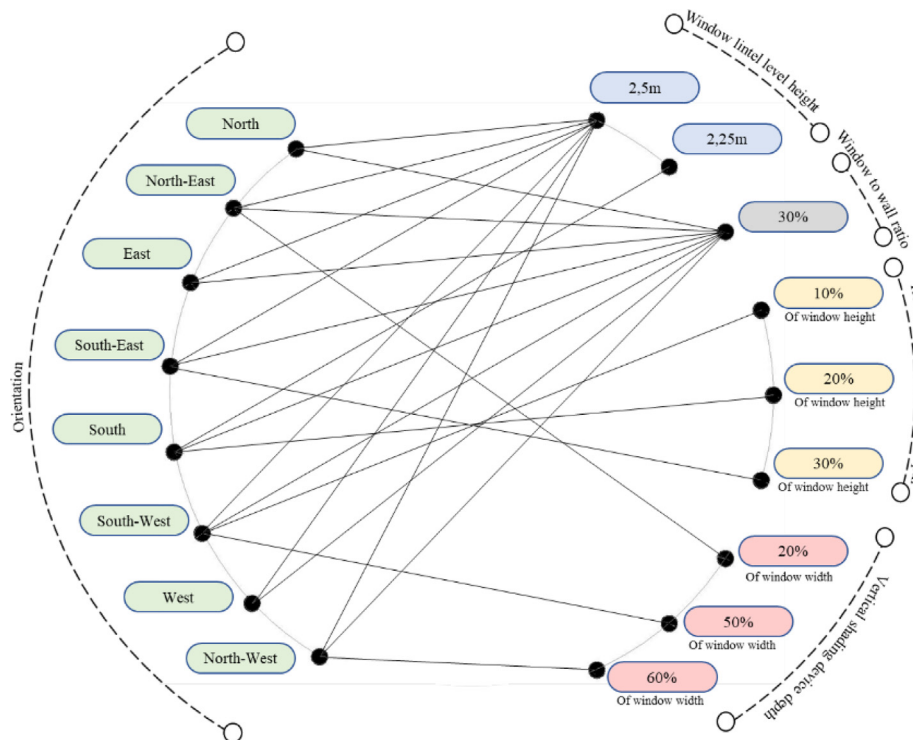 Window lintel level height
2,5m
2,25m
North
North-East
East
South-East
South
South-West
West
North-West
Orientation
Window to wall ratio
30%
10%
Of window height
20%
Of window height
30%
Of window height
20%
Of window width
50%
Of window width
60%
Of window width
Vertical shading device depth